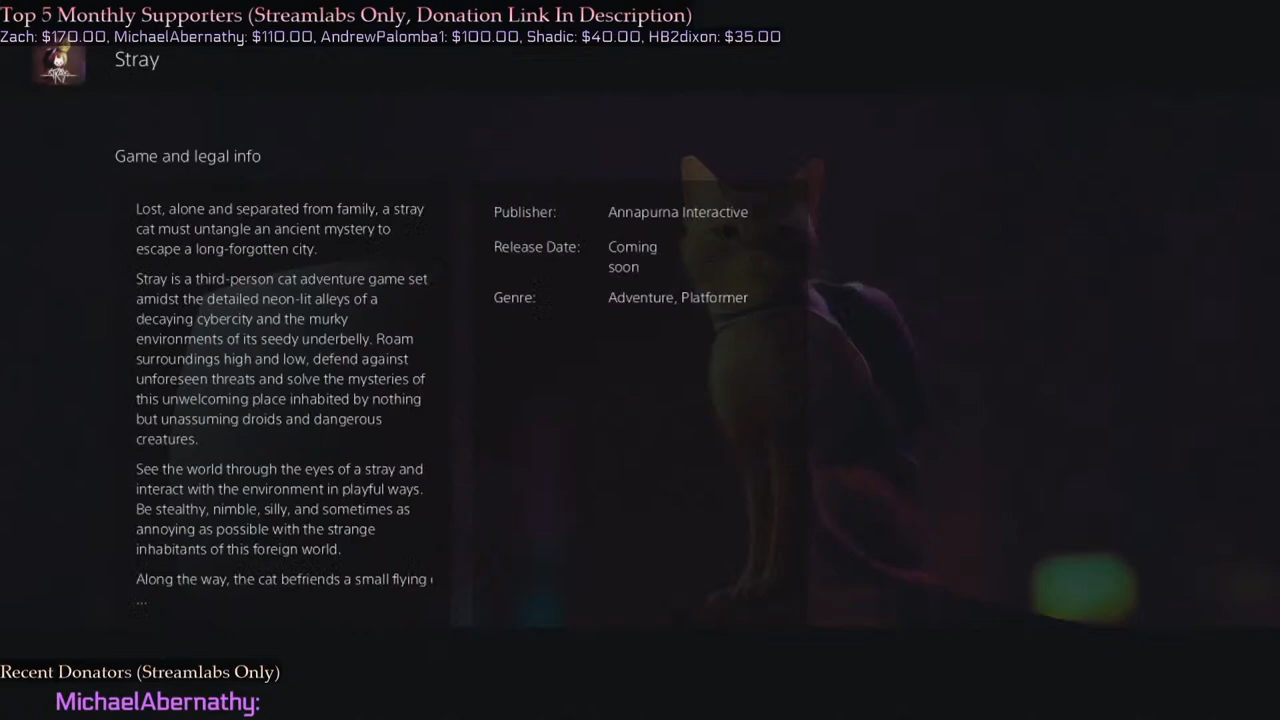 Top 5 Monthly Supporters (Streamlabs Only, Donation Link In Description)
Zach: $170.00, MichaelAbernathy: $110.00, AndrewPalomba1: $100.00, Shadic: $40.00, HB2dixon: $35.00
Stray
Game and legal info
Lost, alone and separated from family, a stray
cat must untangle an ancient mystery to
escape a long-forgotten city.
Stray is a third-person cat adventure game set
amidst the detailed neon-lit alleys of a
decaying cybercity and the murky
environments of its seedy underbelly. Roam
surroundings high and low, defend against
unforeseen threats and solve the mysteries of
this unwelcoming place inhabited by nothing
but unassuming droids and dangerous
creatures.
See the world through the eyes of a stray and
interact with the environment in playful ways.
Be stealthy, nimble, silly, and sometimes as
annoying as possible with the strange
inhabitants of this foreign world.
Along the way, the cat befriends a small flying
...
Publisher: Annapurna Interactive
Release Date: Coming
soon
Genre: Adventure, Platformer
Recent Donators (Streamlabs Only)
MichaelAbernathy: